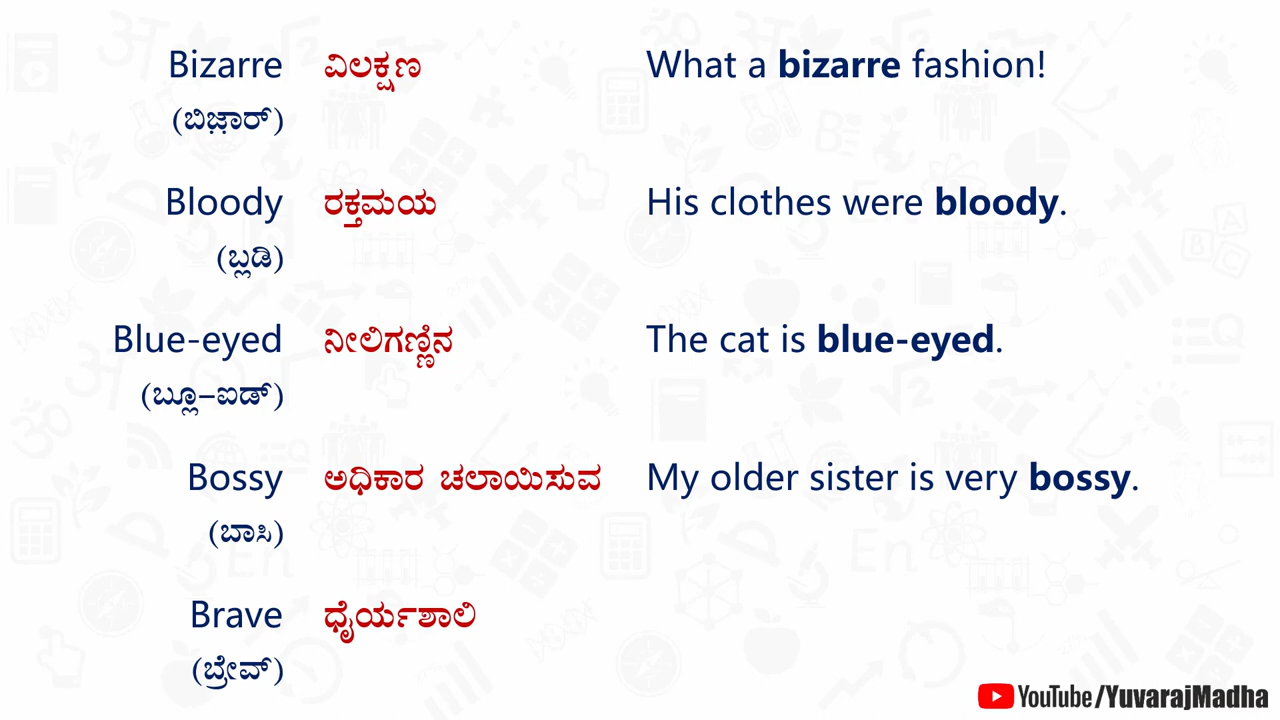 Bizarre ವಿಲಕ್ಷಣ What a bizarre fashion!
(ಬಿಜ಼ಾರ್)
Bloody ರಕ್ತಮಯ His clothes were bloody.
(ಬ್ಲಡಿ)
Blue-eyed ನೀಲಿಗಣ್ಣಿನ The cat is blue-eyed.
(ಬ್ಲೂ–ಐಡ್)
Bossy ಅಧಿಕಾರ ಚಲಾಯಿಸುವ My older sister is very bossy.
(ಬಾಸಿ)
Brave ಧೈರ್ಯಶಾಲಿ
(ಬ್ರೇವ್)
YouTube/YuvarajMadha